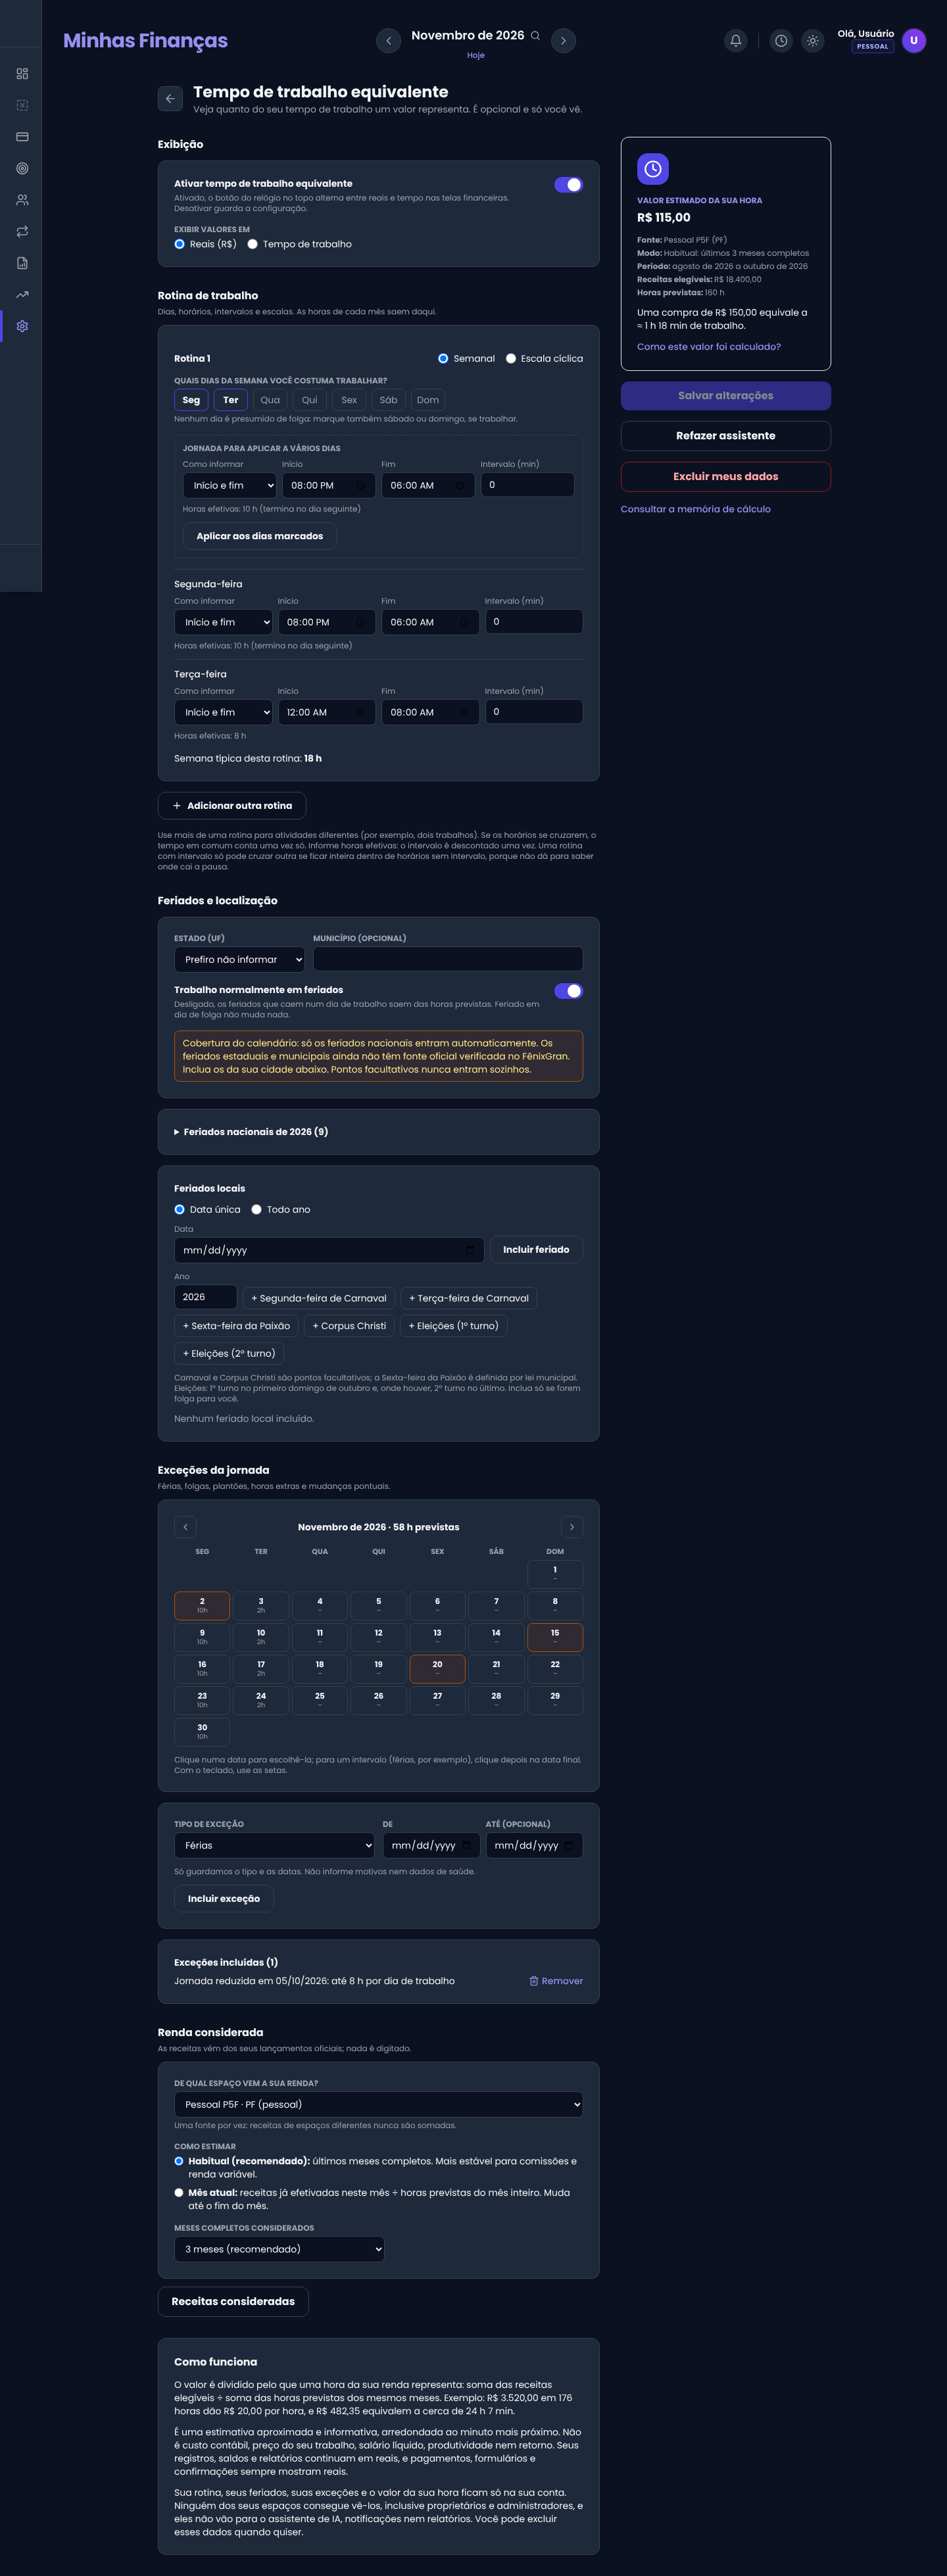 Minhas Finanças
Novembro de 2026
Hoje
Olá, Usuário
PESSOAL
U
Tempo de trabalho equivalente
Veja quanto do seu tempo de trabalho um valor representa. É opcional e só você vê.
Exibição
Ativar tempo de trabalho equivalente
Ativado, o botão do relógio no topo alterna entre reais e tempo nas telas financeiras.
Desativar guarda a configuração.
EXIBIR VALORES EM
Reais (R$) Tempo de trabalho
VALOR ESTIMADO DA SUA HORA
R$ 115,00
Fonte: Pessoal P5F (PF)
Modo: Habitual: últimos 3 meses completos
Período: agosto de 2026 a outubro de 2026
Receitas elegíveis: R$ 18.400,00
Horas previstas: 160 h
Uma compra de R$ 150,00 equivale a
≈ 1 h 18 min de trabalho.
Como este valor foi calculado?
Salvar alterações
Refazer assistente
Excluir meus dados
Consultar a memória de cálculo
Rotina de trabalho
Dias, horários, intervalos e escalas. As horas de cada mês saem daqui.
Rotina 1
Semanal Escala cíclica
QUAIS DIAS DA SEMANA VOCÊ COSTUMA TRABALHAR?
Seg Ter Qua Qui Sex Sáb Dom
Nenhum dia é presumido de folga: marque também sábado ou domingo, se trabalhar.
JORNADA PARA APLICAR A VÁRIOS DIAS
Como informar Início Fim Intervalo (min)
Início e fim 08:00 PM 06:00 AM 0
Horas efetivas: 10 h (termina no dia seguinte)
Aplicar aos dias marcados
Segunda-feira
Como informar Início Fim Intervalo (min)
Início e fim 08:00 PM 06:00 AM 0
Horas efetivas: 10 h (termina no dia seguinte)
Terça-feira
Como informar Início Fim Intervalo (min)
Início e fim 12:00 AM 08:00 AM 0
Horas efetivas: 8 h
Semana típica desta rotina: 18 h
+ Adicionar outra rotina
Use mais de uma rotina para atividades diferentes (por exemplo, dois trabalhos). Se os horários se cruzarem, o
tempo em comum conta uma vez só. Informe horas efetivas: o intervalo é descontado uma vez. Uma rotina
com intervalo só pode cruzar outra se ficar inteira dentro de horários sem intervalo, porque não dá para saber
onde cai a pausa.
Feriados e localização
ESTADO (UF) MUNICÍPIO (OPCIONAL)
Prefiro não informar
Trabalho normalmente em feriados
Desligado, os feriados que caem num dia de trabalho saem das horas previstas. Feriado em
dia de folga não muda nada.
Cobertura do calendário: só os feriados nacionais entram automaticamente. Os
feriados estaduais e municipais ainda não têm fonte oficial verificada no FênixGran.
Inclua os da sua cidade abaixo. Pontos facultativos nunca entram sozinhos.
Feriados nacionais de 2026 (9)
Feriados locais
Data única Todo ano
Data
mm/dd/yyyy
Incluir feriado
Ano
2026 + Segunda-feira de Carnaval + Terça-feira de Carnaval
+ Sexta-feira da Paixão + Corpus Christi + Eleições (1º turno)
+ Eleições (2º turno)
Carnaval e Corpus Christi são pontos facultativos; a Sexta-feira da Paixão é definida por lei municipal.
Eleições: 1º turno no primeiro domingo de outubro e, onde houver, 2º turno no último. Inclua só se forem
folga para você.
Nenhum feriado local incluído.
Exceções da jornada
Férias, folgas, plantões, horas extras e mudanças pontuais.
Novembro de 2026 · 58 h previstas
SEG TER QUA QUI SEX SÁB DOM
1
–
2 3 4 5 6 7 8
10h 2h – – – – –
9 10 11 12 13 14 15
10h 2h – – – – –
16 17 18 19 20 21 22
10h 2h – – – – –
23 24 25 26 27 28 29
10h 2h – – – – –
30
10h
Clique numa data para escolhê-la; para um intervalo (férias, por exemplo), clique depois na data final.
Com o teclado, use as setas.
TIPO DE EXCEÇÃO DE ATÉ (OPCIONAL)
Férias mm/dd/yyyy mm/dd/yyyy
Só guardamos o tipo e as datas. Não informe motivos nem dados de saúde.
Incluir exceção
Exceções incluídas (1)
Jornada reduzida em 05/10/2026: até 8 h por dia de trabalho
Remover
Renda considerada
As receitas vêm dos seus lançamentos oficiais; nada é digitado.
DE QUAL ESPAÇO VEM A SUA RENDA?
Pessoal P5F · PF (pessoal)
Uma fonte por vez: receitas de espaços diferentes nunca são somadas.
COMO ESTIMAR
Habitual (recomendado): últimos meses completos. Mais estável para comissões e
renda variável.
Mês atual: receitas já efetivadas neste mês ÷ horas previstas do mês inteiro. Muda
até o fim do mês.
MESES COMPLETOS CONSIDERADOS
3 meses (recomendado)
Receitas consideradas
Como funciona
O valor é dividido pelo que uma hora da sua renda representa: soma das receitas
elegíveis ÷ soma das horas previstas dos mesmos meses. Exemplo: R$ 3.520,00 em 176
horas dão R$ 20,00 por hora, e R$ 482,35 equivalem a cerca de 24 h 7 min.
É uma estimativa aproximada e informativa, arredondada ao minuto mais próximo. Não
é custo contábil, preço do seu trabalho, salário líquido, produtividade nem retorno. Seus
registros, saldos e relatórios continuam em reais, e pagamentos, formulários e
confirmações sempre mostram reais.
Sua rotina, seus feriados, suas exceções e o valor da sua hora ficam só na sua conta.
Ninguém dos seus espaços consegue vê-los, inclusive proprietários e administradores, e
eles não vão para o assistente de IA, notificações nem relatórios. Você pode excluir
esses dados quando quiser.